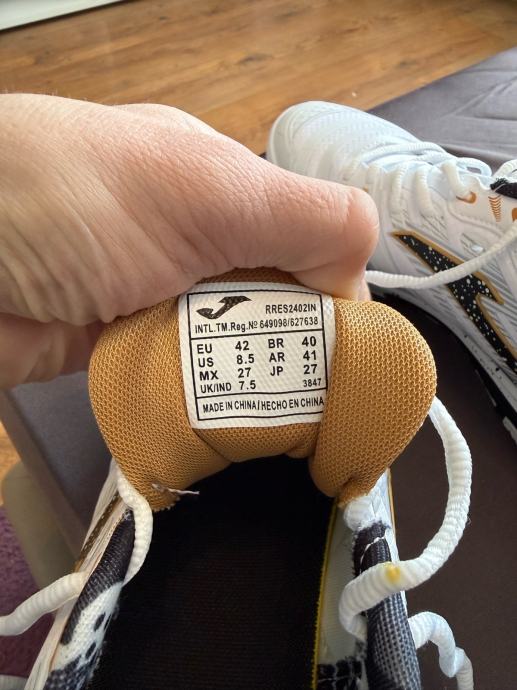 RRES2402IN
INTL.TM.Reg.Nº 649098/627638
EU 42 BR 40
US 8.5 AR 41
MX 27 JP 27
UK/IND 7.5 3847
MADE IN CHINA/HECHO EN CHINA